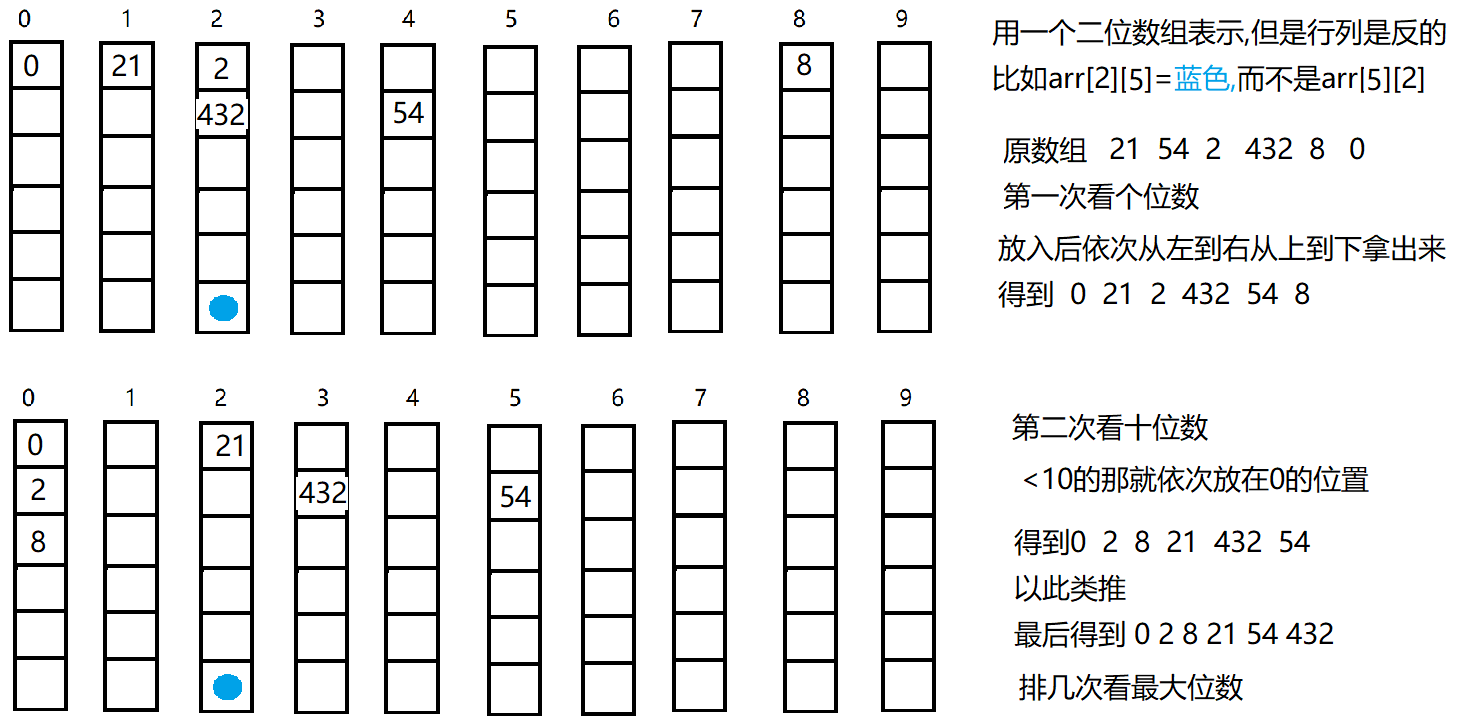 0 1 2 3 4 5 6 7 8 9
0 21 2 8
432 54
用一个二位数组表示,但是行列是反的
比如arr[2][5]=蓝色,而不是arr[5][2]
原数组 21 54 2 432 8 0
第一次看个位数
放入后依次从左到右从上到下拿出来
得到 0 21 2 432 54 8
0 1 2 3 4 5 6 7 8 9
0 21
2 432 54
8
第二次看十位数
<10的那就依次放在0的位置
得到0 2 8 21 432 54
以此类推
最后得到 0 2 8 21 54 432
排几次看最大位数